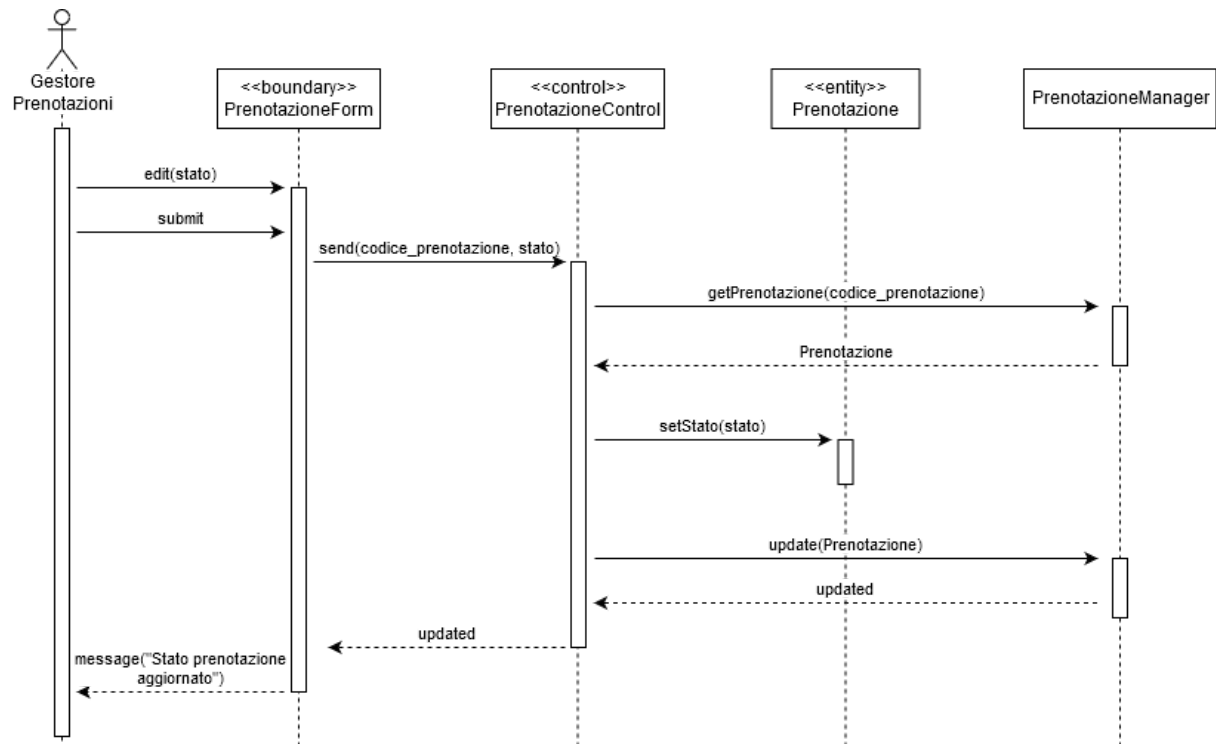 Gestore
Prenotazioni
<<boundary>>
PrenotazioneForm
<<control>>
PrenotazioneControl
<<entity>>
Prenotazione
PrenotazioneManager
edit(stato)
submit
send(codice_prenotazione, stato)
getPrenotazione(codice_prenotazione)
Prenotazione
setStato(stato)
update(Prenotazione)
updated
updated
message("Stato prenotazione
aggiornato")